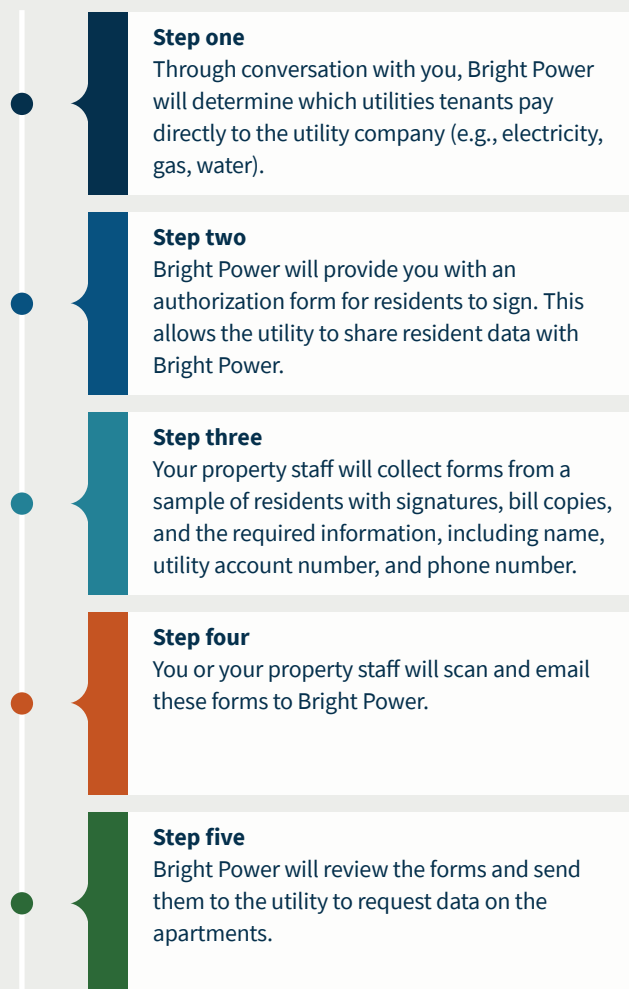 Step one
Through conversation with you, Bright Power
will determine which utilities tenants pay
directly to the utility company (e.g., electricity,
gas, water).
Step two
Bright Power will provide you with an
authorization form for residents to sign. This
allows the utility to share resident data with
Bright Power.
Step three
Your property staff will collect forms from a
sample of residents with signatures, bill copies,
and the required information, including name,
utility account number, and phone number.
Step four
You or your property staff will scan and email
these forms to Bright Power.
Step five
Bright Power will review the forms and send
them to the utility to request data on the
apartments.